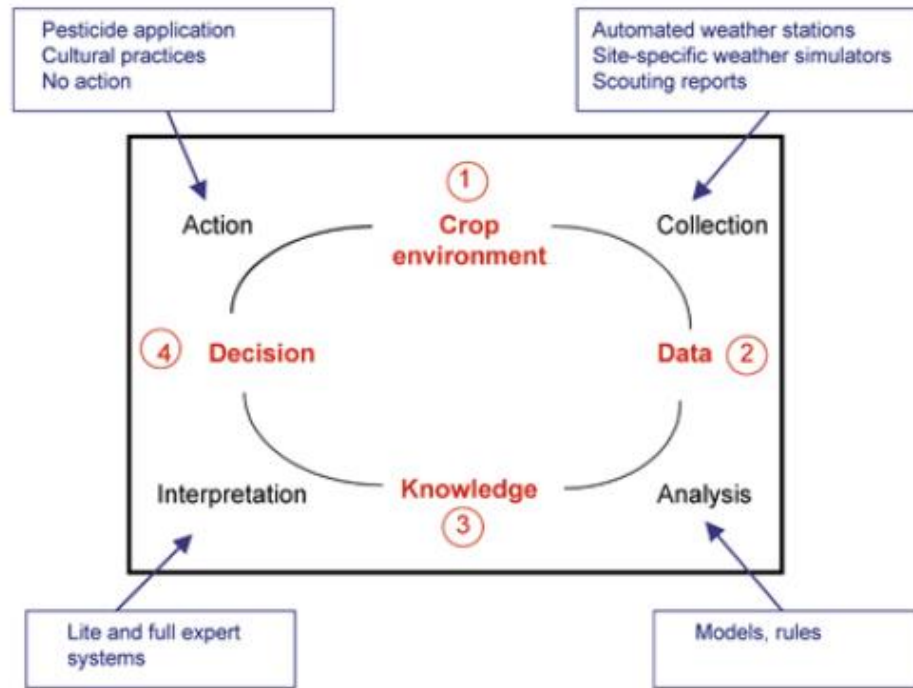 Pesticide application
Cultural practices
No action
Automated weather stations
Site-specific weather simulators
Scouting reports
1
Action
Crop
environment
Collection
4
Decision
Data
2
Interpretation
Knowledge
3
Analysis
Lite and full expert
systems
Models, rules